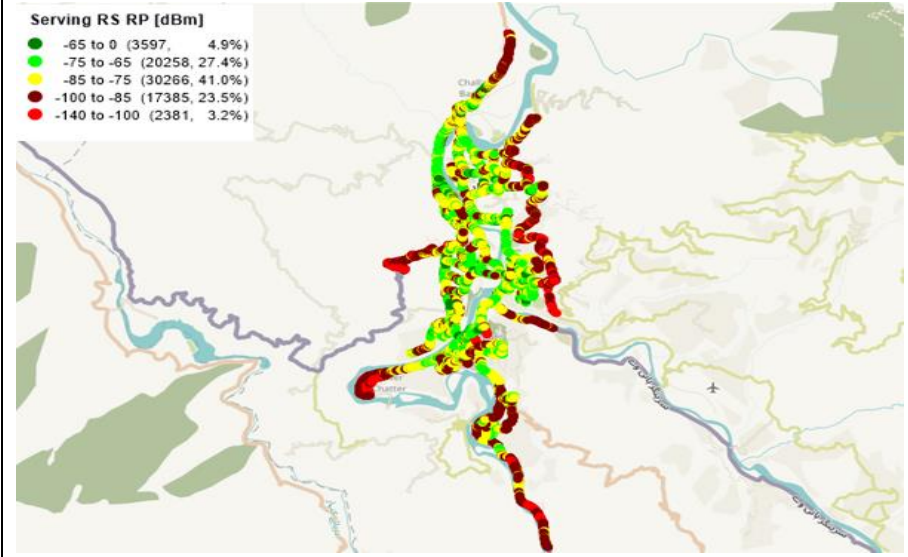 Serving RS RP [dBm]
-65 to 0 (3597, 4.9%)
-75 to -65 (20258, 27.4%)
-85 to -75 (30266, 41.0%)
-100 to -85 (17385, 23.5%)
-140 to -100 (2381, 3.2%)
hatter